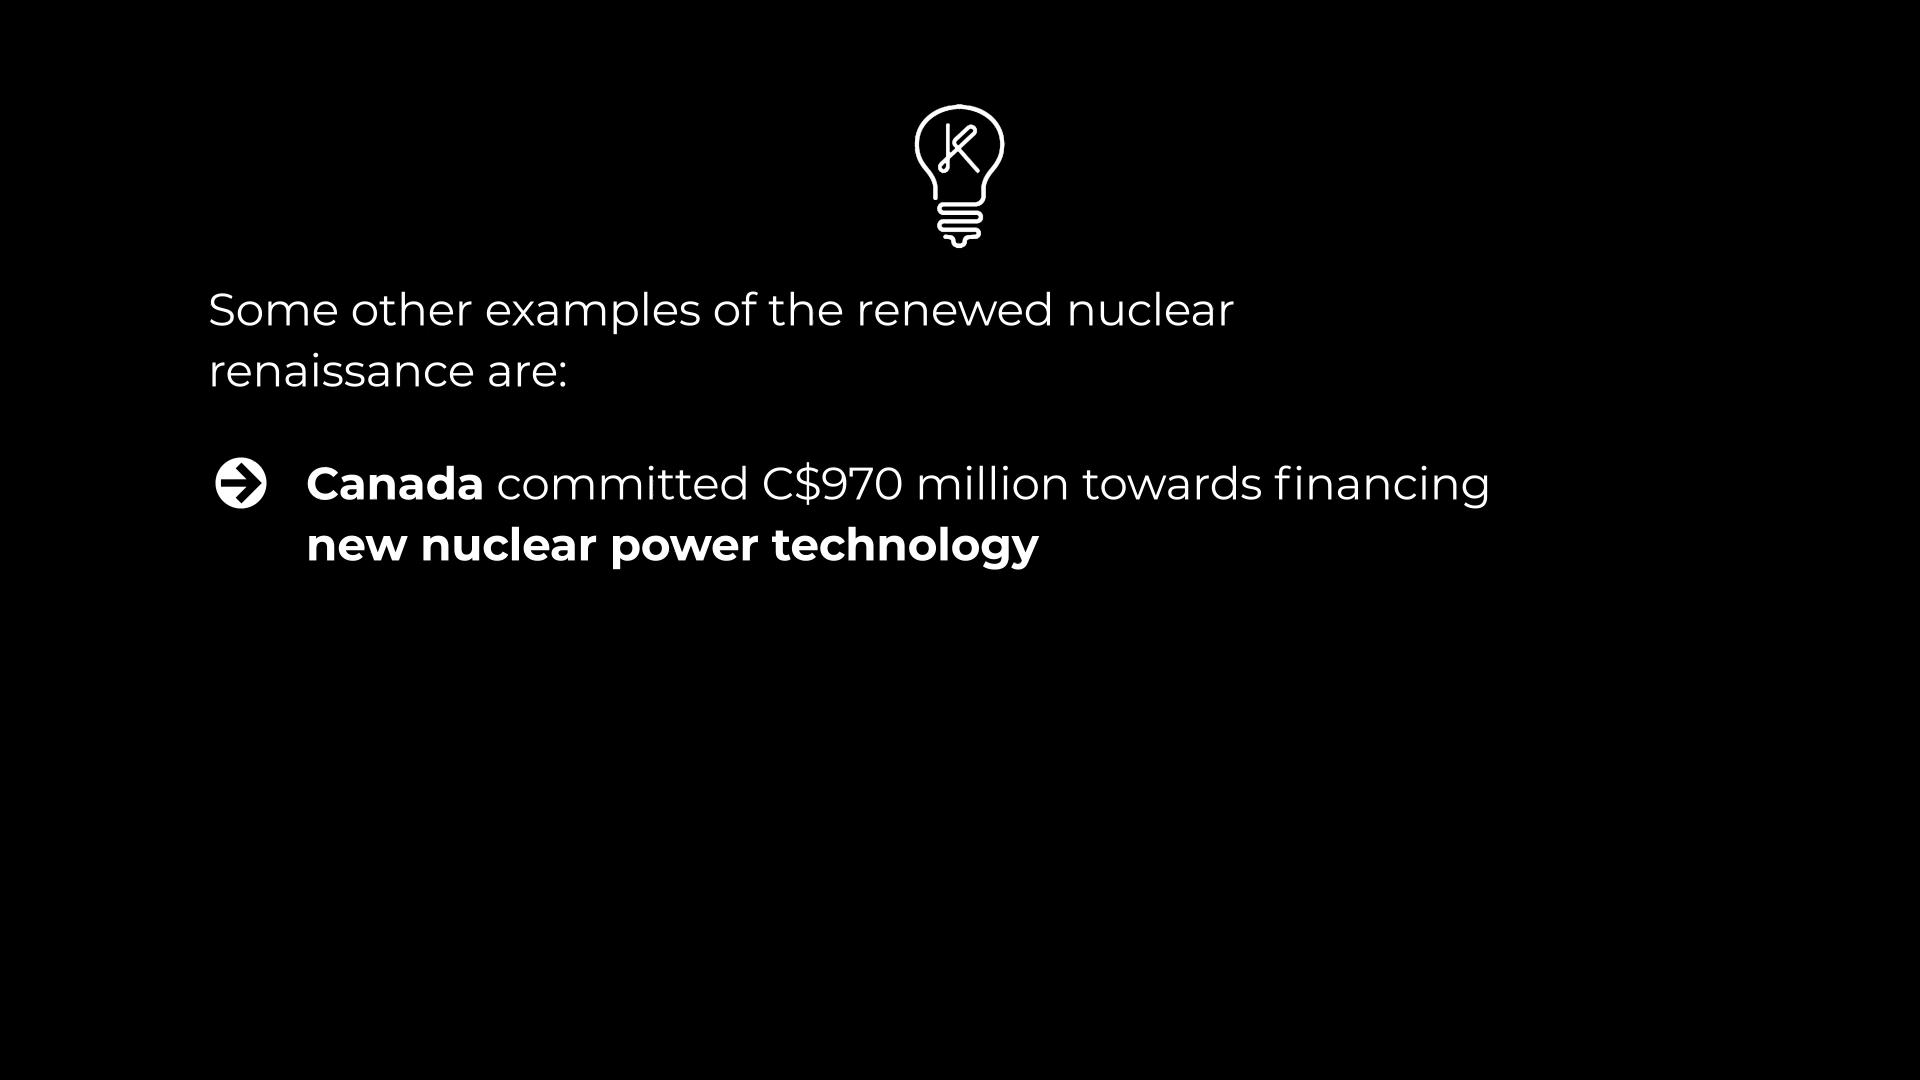 K
Some other examples of the renewed nuclear
renaissance are:
Canada committed C$970 million towards financing
new nuclear power technology